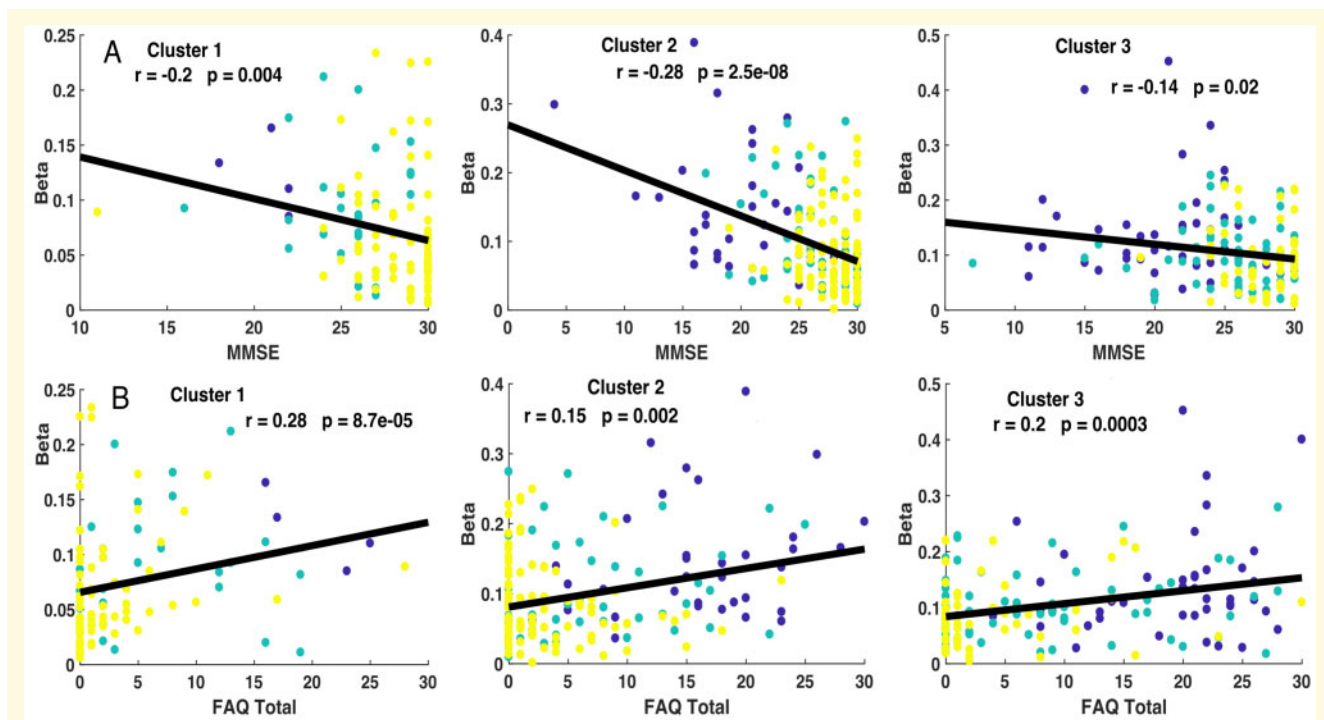 A
Cluster 1
r = -0.2 p = 0.004
0.25
0.2
0.15
0.1
0.05
0
Beta
10
15
20
25
30
MMSE
Cluster 2
r = -0.28 p = 2.5e-08
0.4
0.3
0.2
0.1
0
Beta
0
5
10
15
20
25
30
MMSE
Cluster 3
r = -0.14 p = 0.02
0.5
0.4
0.3
0.2
0.1
0
Beta
5
10
15
20
25
30
MMSE
B
Cluster 1
r = 0.28 p = 8.7e-05
0.25
0.2
0.15
0.1
0.05
0
Beta
0
5
10
15
20
25
30
FAQ Total
Cluster 2
r = 0.15 p = 0.002
0.4
0.3
0.2
0.1
0
Beta
0
5
10
15
20
25
30
FAQ Total
Cluster 3
r = 0.2 p = 0.0003
0.5
0.4
0.3
0.2
0.1
0
Beta
0
5
10
15
20
25
30
FAQ Total